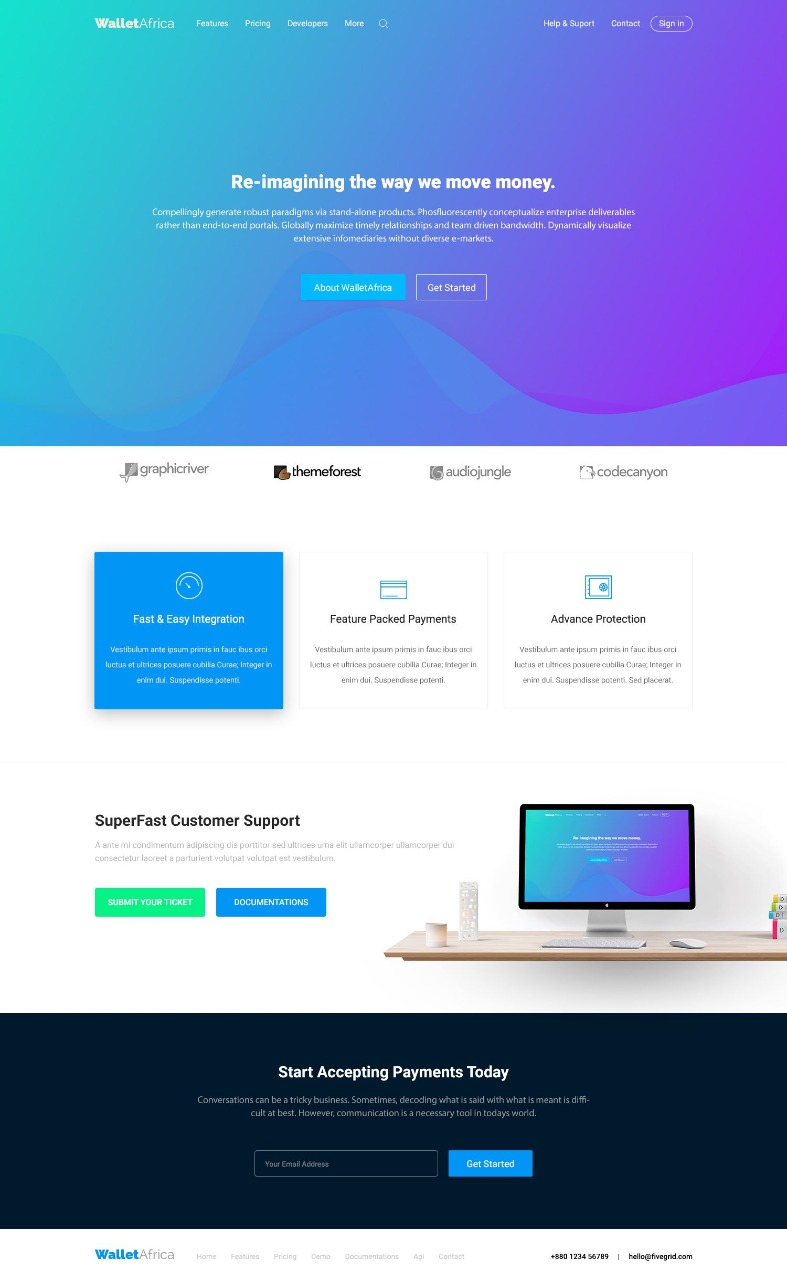 WalletAfrica Features Pricing Developers More Help & Suport Contact Sign in
Re-imagining the way we move money.
Compellingly generate robust paradigms via stand-alone products. Phosfluorescently conceptualize enterprise deliverables
rather than end-to-end portals. Globally maximize timely relationships and team driven bandwidth. Dynamically visualize
extensive infomediaries without diverse e-markets.
About WalletAfrica Get Started
graphicriver themeforest audiojungle codecanyon
Fast & Easy Integration
Vestibulum ante ipsum primis in fauc ibus orci
luctus et ultrices posuere cubilia Curae; Integer in
enim dui. Suspendisse potenti.
Feature Packed Payments
Vestibulum ante ipsum primis in fauc ibus orci
luctus et ultrices posuere cubilia Curae; Integer in
enim dui. Suspendisse potenti.
Advance Protection
Vestibulum ante ipsum primis in fauc ibus orci
luctus et ultrices posuere cubilia Curae; Integer in
enim dui. Suspendisse potenti. Sed placerat.
SuperFast Customer Support
A ante mi condimentum adipiscing dis porttitor sed ultrices urna elit ullamcorper ullamcorper dui
consectetur laoreet a parturient volutpat volutpat est vestibulum.
SUBMIT YOUR TICKET DOCUMENTATIONS
Re-imagining the way we move money.
Start Accepting Payments Today
Conversations can be a tricky business. Sometimes, decoding what is said with what is meant is diffi-
cult at best. However, communication is a necessary tool in todays world.
Your Email Address Get Started
WalletAfrica Home Features Pricing Demo Documentations Api Contact +880 1234 56789 | hello@fivegrid.com